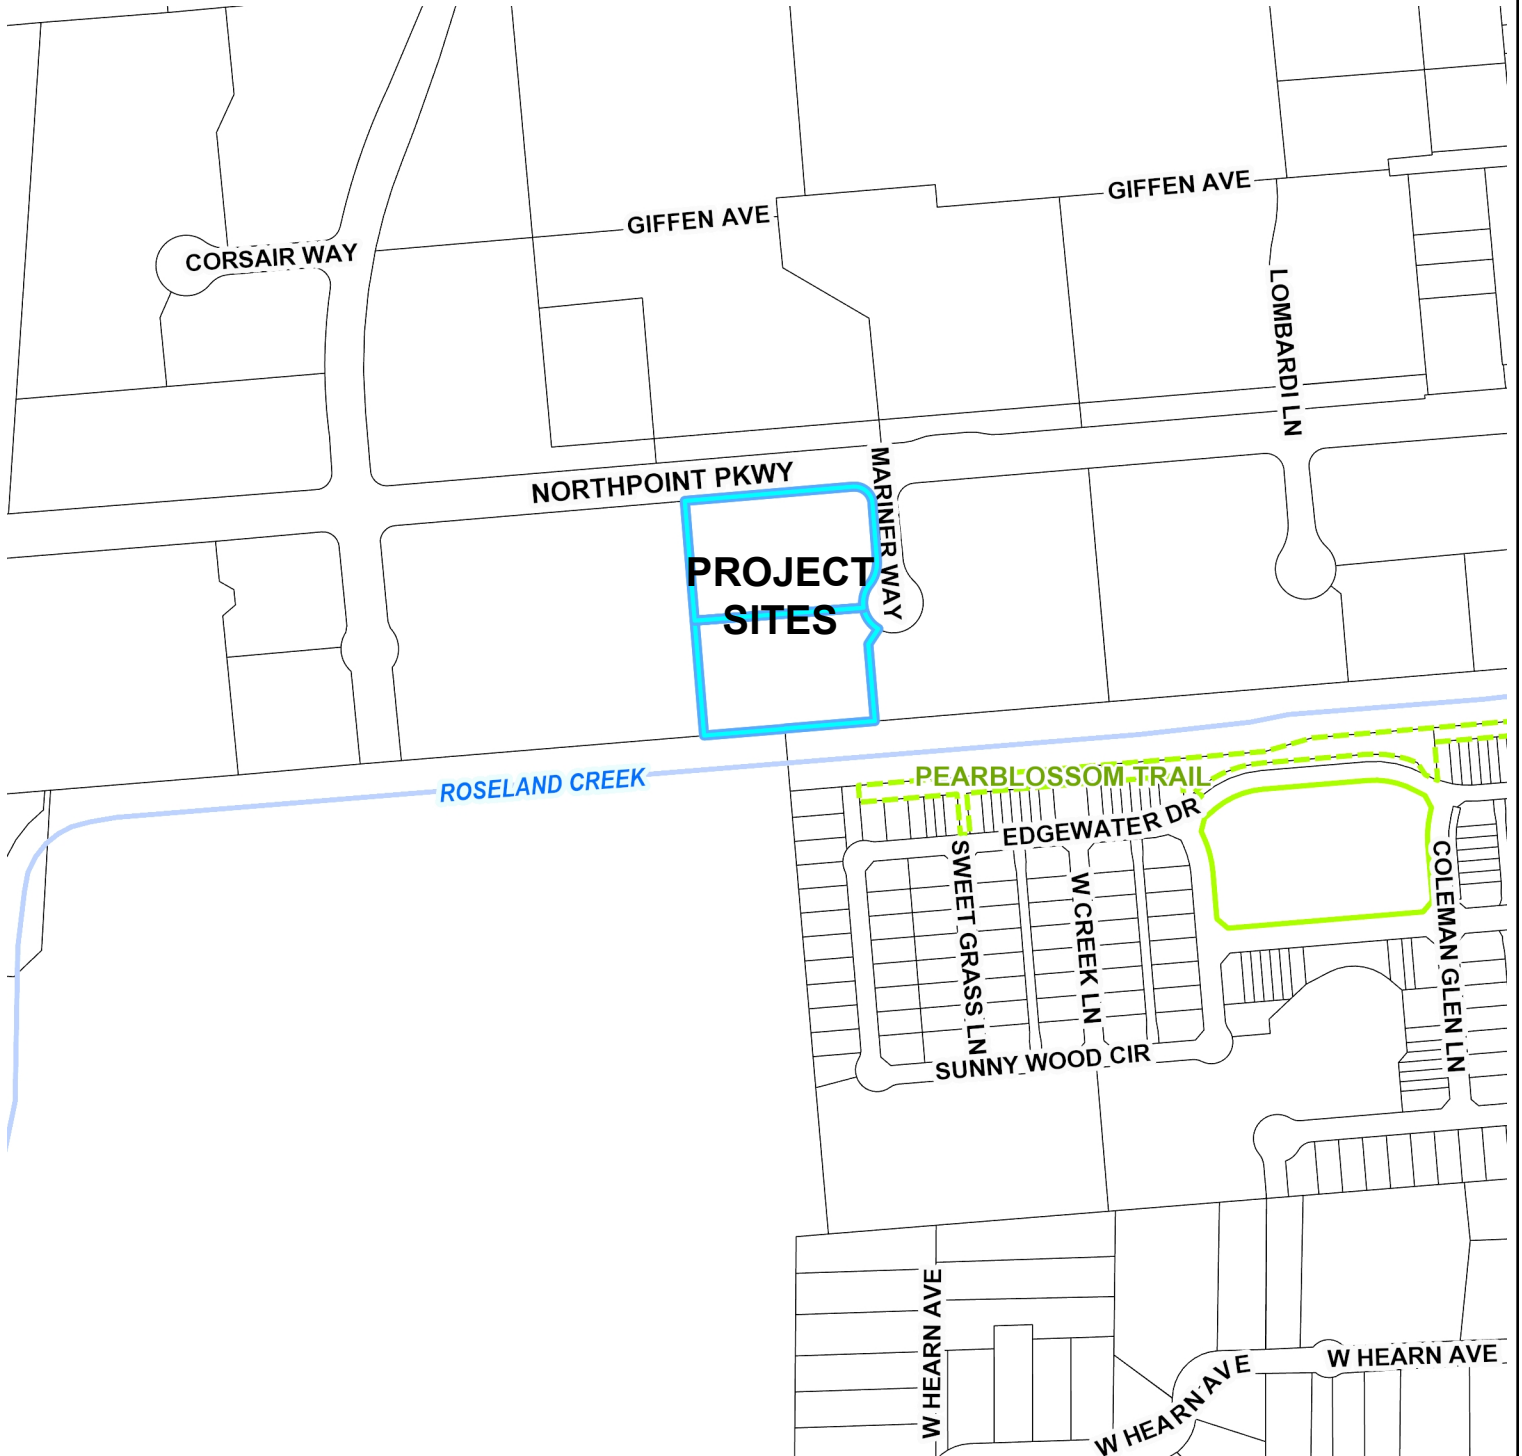 GIFFEN AVE
GIFFEN AVE
CORSAIR WAY
LOMBARDI LN
NORTHPOINT PKWY
MARINER WAY
PROJECT
SITES
ROSELAND CREEK
PEARBLOSSOM TRAIL
EDGEWATER DR
SWEET GRASS LN
W CREEK LN
COLEMAN GLEN LN
SUNNY WOOD CIR
W HEARN AVE
W HEARN AVE
W HEARN AVE